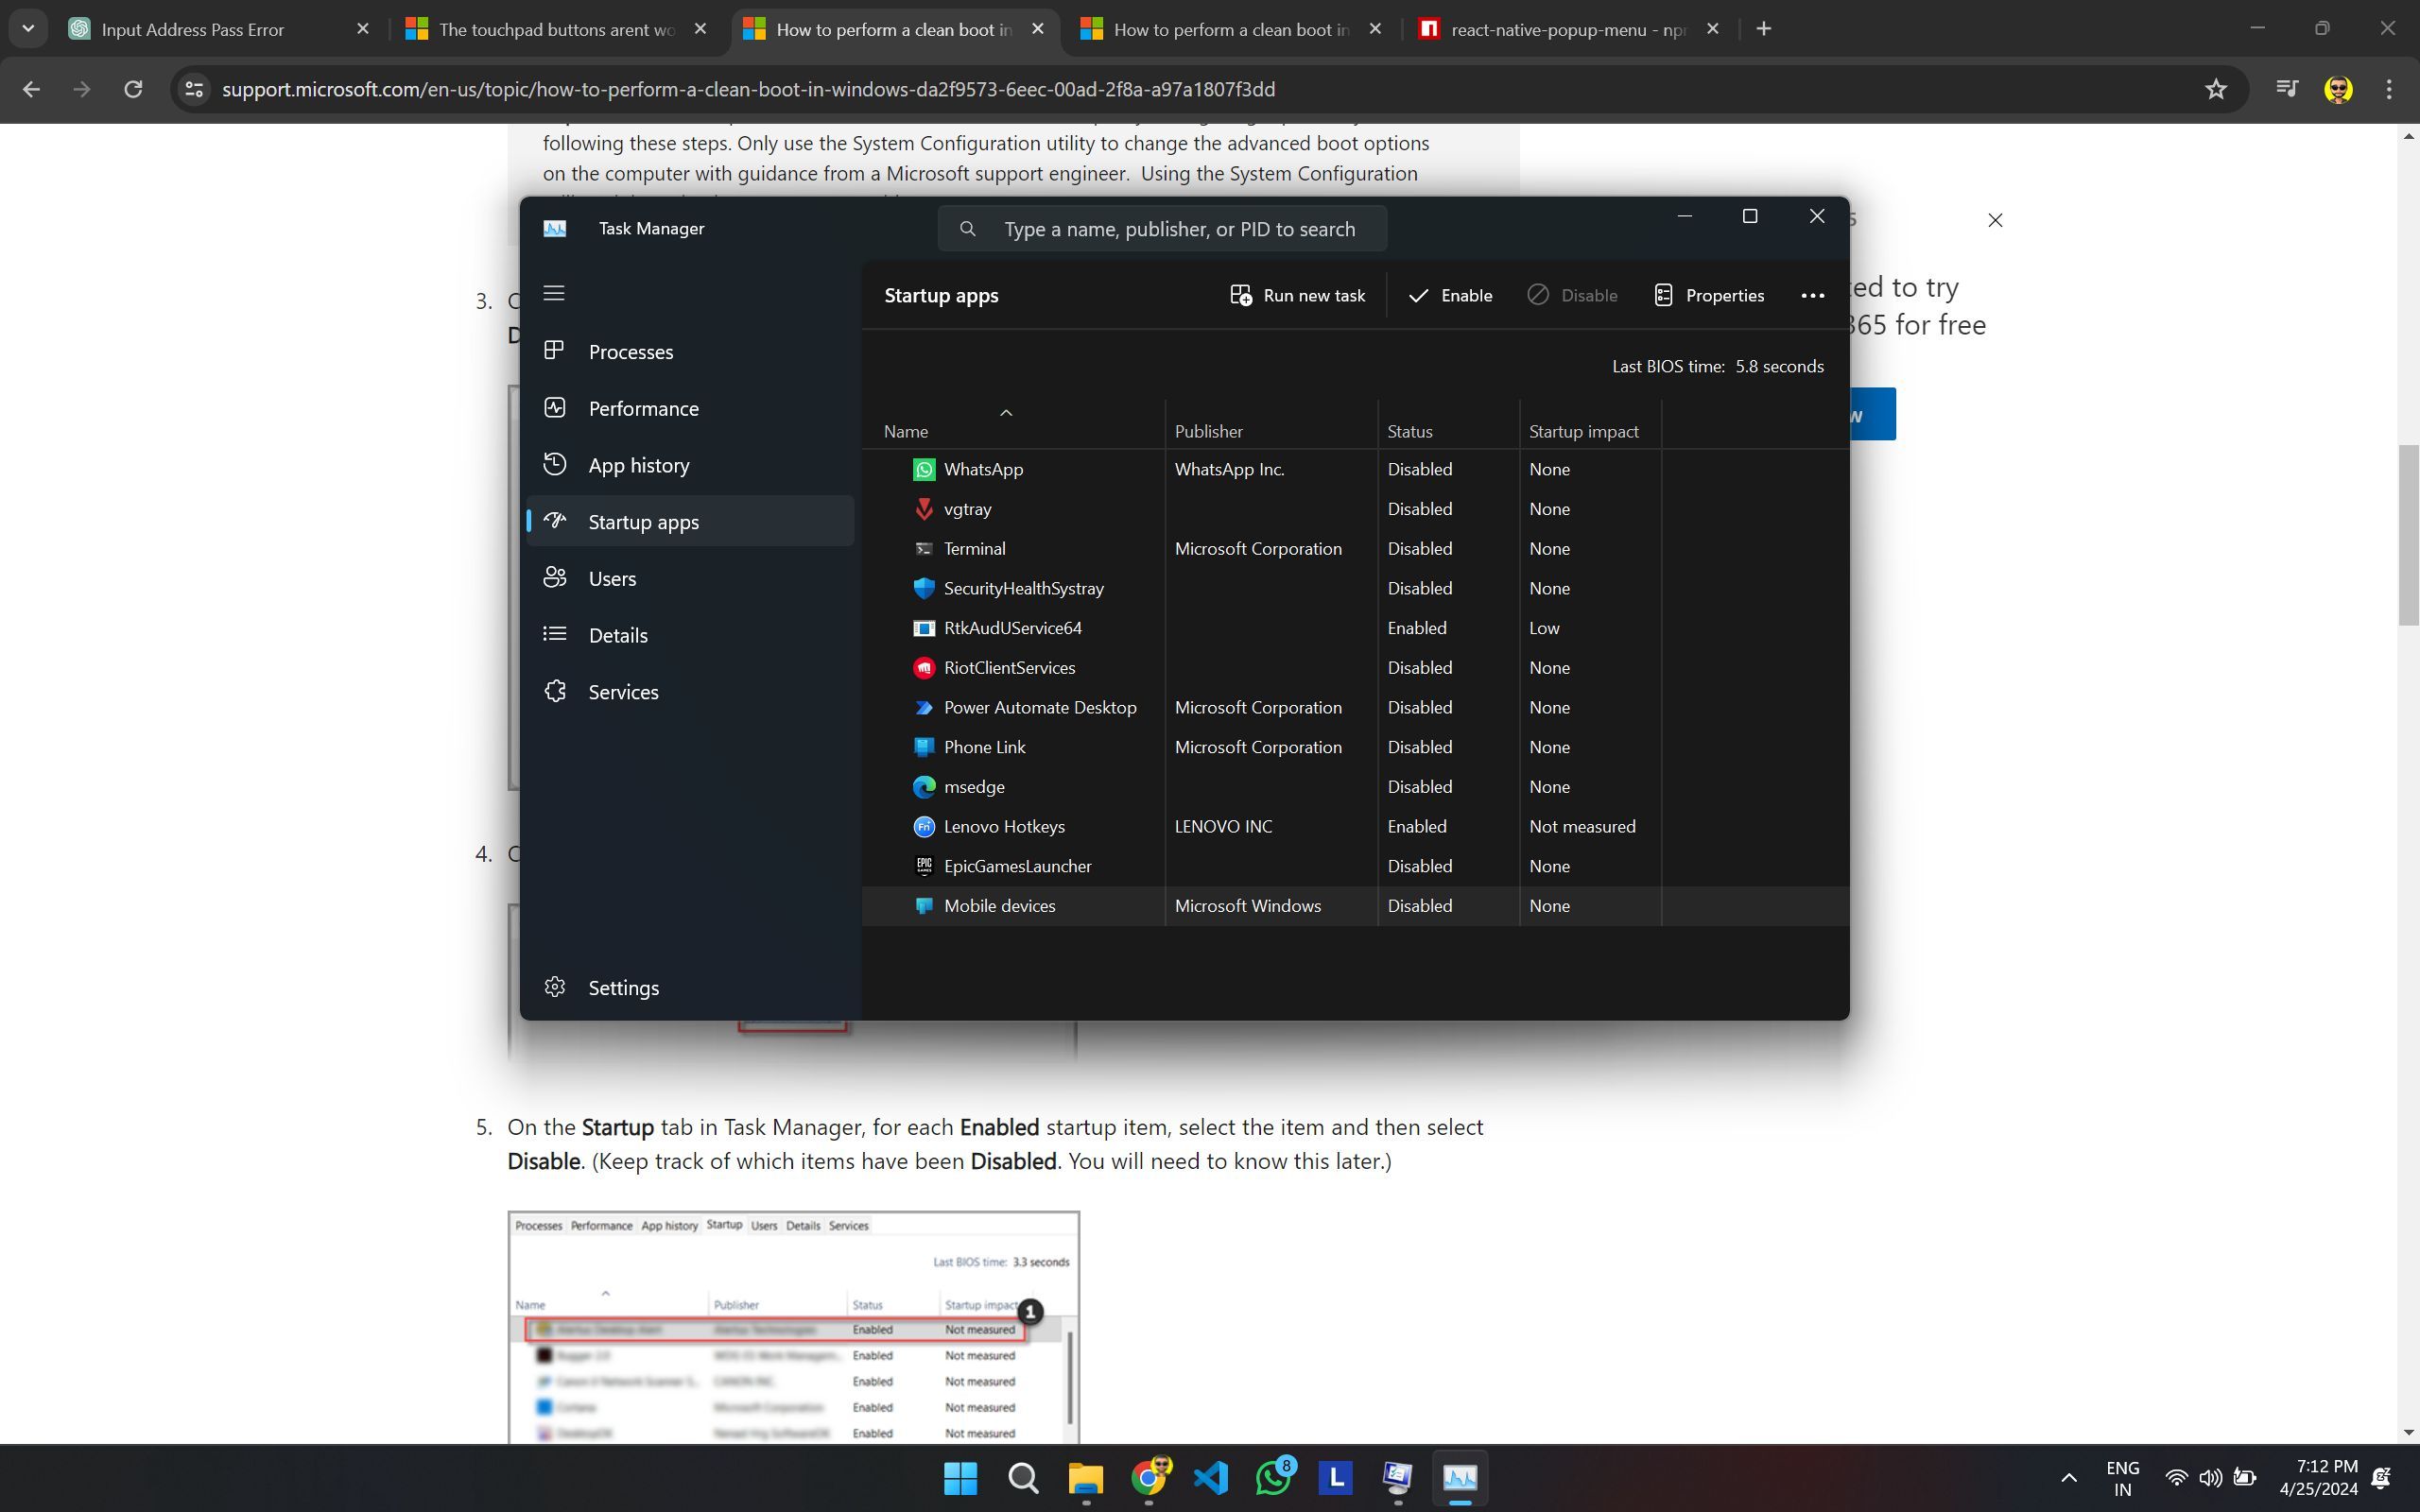 Input Address Pass Error
The touchpad buttons arent wo
How to perform a clean boot in
How to perform a clean boot in
react-native-popup-menu - npr
support.microsoft.com/en-us/topic/how-to-perform-a-clean-boot-in-windows-da2f9573-6eec-00ad-2f8a-a97a1807f3dd
following these steps. Only use the System Configuration utility to change the advanced boot options
on the computer with guidance from a Microsoft support engineer. Using the System Configuration
Task Manager
Type a name, publisher, or PID to search
3.
ed to try
365 for free
w
Processes
Performance
App history
Startup apps
Users
Details
Services
Settings
Startup apps
Run new task
Enable
Disable
Properties
Last BIOS time: 5.8 seconds
Name Publisher Status Startup impact
WhatsApp WhatsApp Inc. Disabled None
vgtray Disabled None
Terminal Microsoft Corporation Disabled None
SecurityHealthSystray Disabled None
RtkAudUService64 Enabled Low
RiotClientServices Disabled None
Power Automate Desktop Microsoft Corporation Disabled None
Phone Link Microsoft Corporation Disabled None
msedge Disabled None
Lenovo Hotkeys LENOVO INC Enabled Not measured
EpicGamesLauncher Disabled None
Mobile devices Microsoft Windows Disabled None
4.
5. On the Startup tab in Task Manager, for each Enabled startup item, select the item and then select
Disable. (Keep track of which items have been Disabled. You will need to know this later.)
Processes Performance App history Startup Users Details Services
Last BIOS time: 3.3 seconds
Name Publisher Status Startup impact
1
Enabled Not measured
Enabled Not measured
Enabled Not measured
Enabled Not measured
Enabled Not measured
8
L
ENG
IN
7:12 PM
4/25/2024